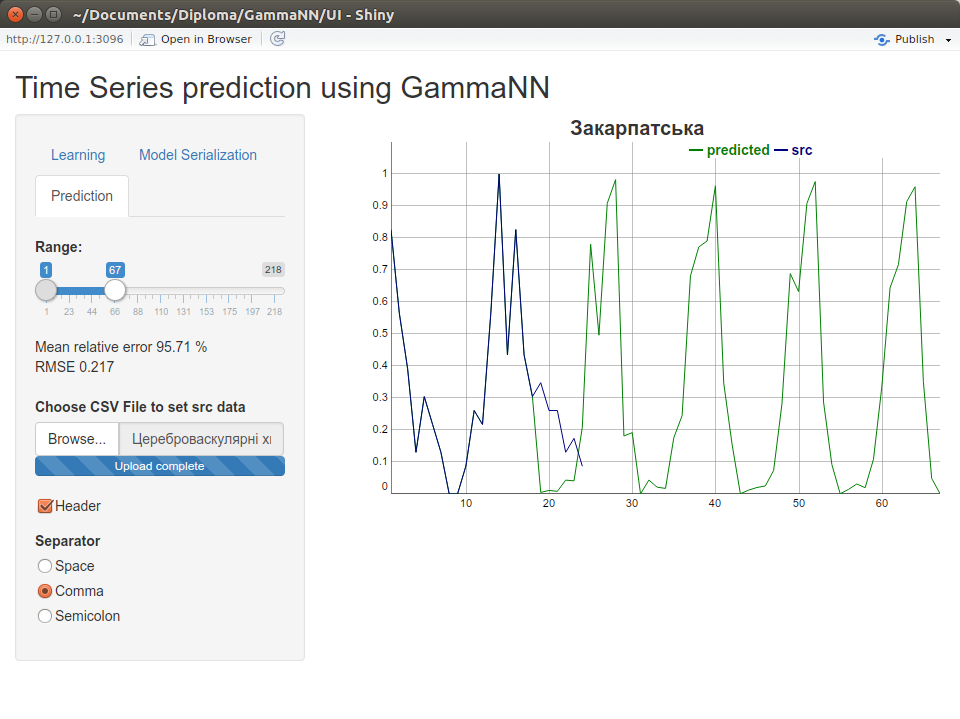 ~/Documents/Diploma/GammaNN/UI - Shiny
http://127.0.0.1:3096 Open in Browser Publish
Time Series prediction using GammaNN
Learning Model Serialization
Prediction
Range:
1 67 218
1 23 44 66 88 110 131 153 175 197 218
Mean relative error 95.71 %
RMSE 0.217
Choose CSV File to set src data
Browse... Цереброваскулярні хв
Upload complete
Header
Separator
Space
Comma
Semicolon
Закарпатська
predicted src
1
0.9
0.8
0.7
0.6
0.5
0.4
0.3
0.2
0.1
0
10 20 30 40 50 60